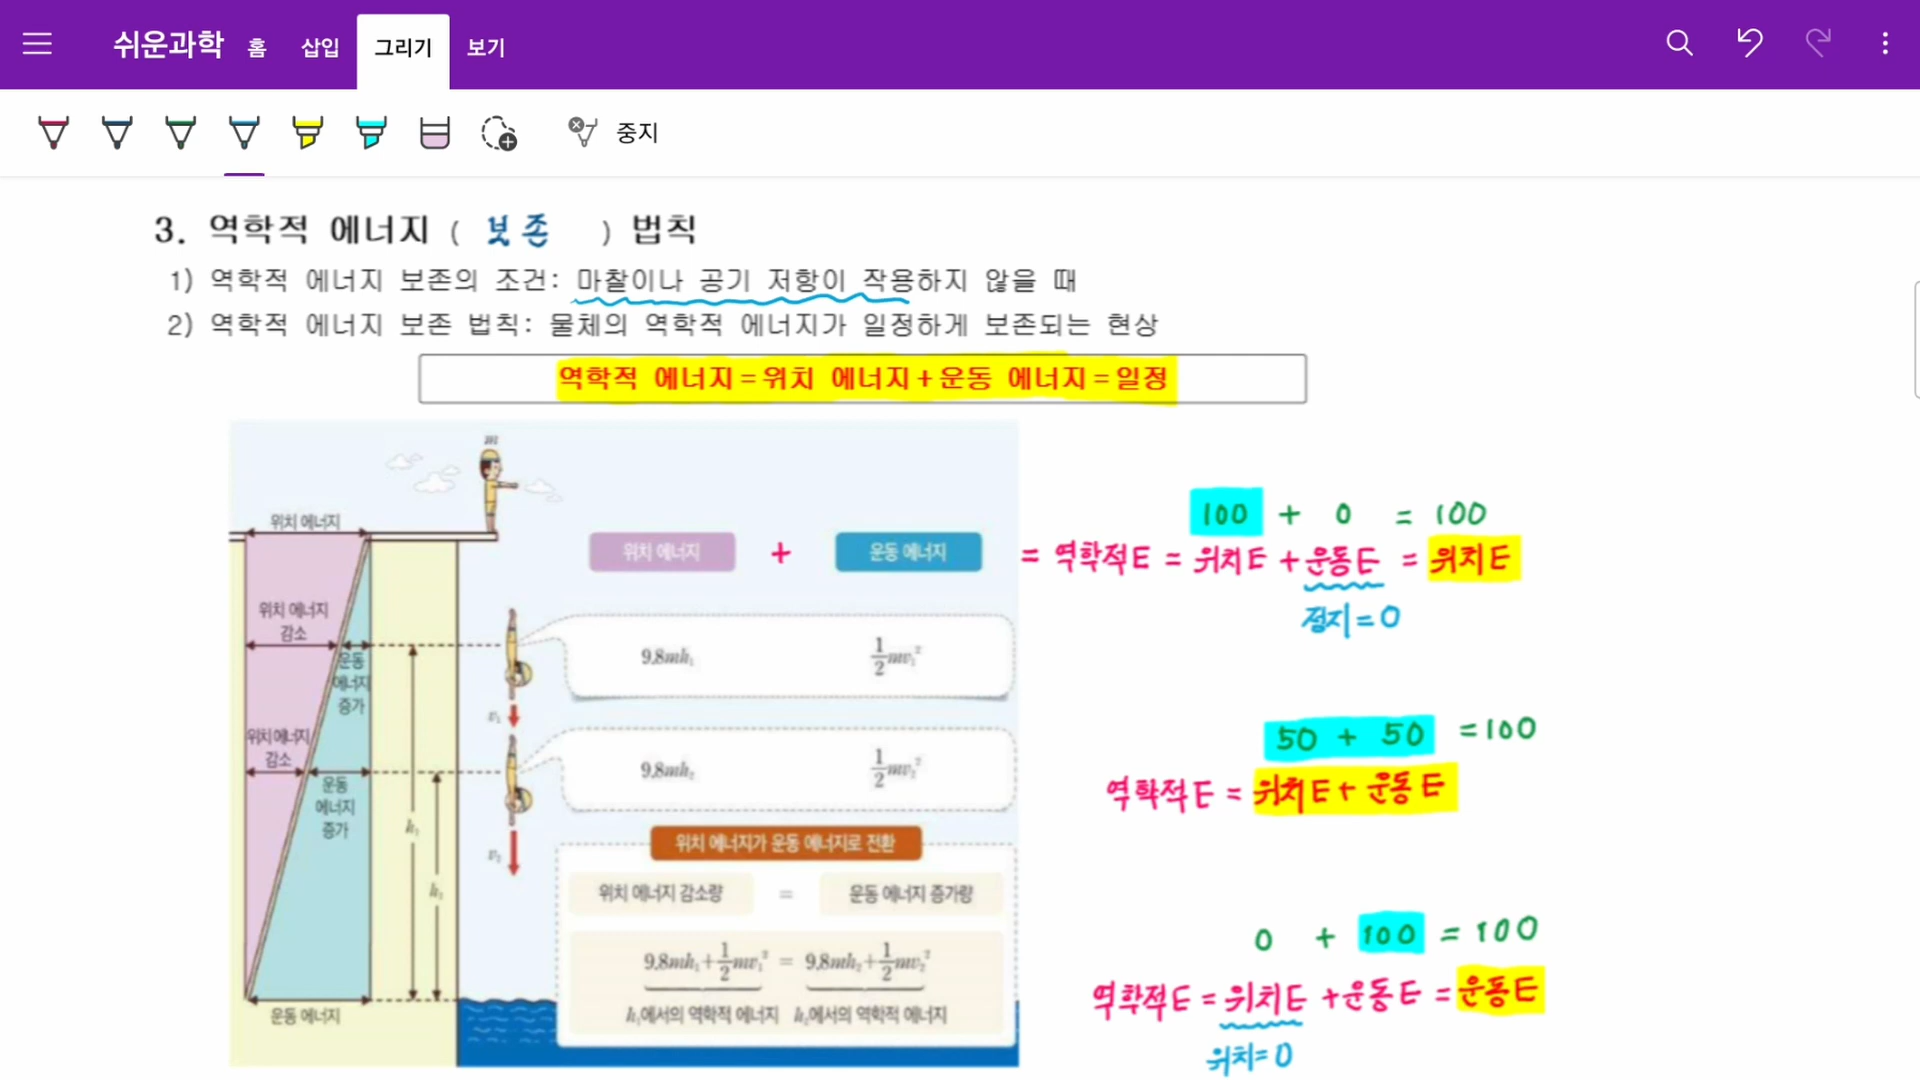 쉬운과학 홈 삽입 그리기 보기
중지
3. 역학적 에너지 ( 보존 ) 법칙
1) 역학적 에너지 보존의 조건: 마찰이나 공기 저항이 작용하지 않을 때
2) 역학적 에너지 보존 법칙: 물체의 역학적 에너지가 일정하게 보존되는 현상
역학적 에너지=위치 에너지+운동 에너지=일정
m
위치 에너지
100 + 0 = 100
위치 에너지 + 운동 에너지 = 역학적E = 위치E + 운동E = 위치E
정지=0
위치 에너지
감소
운동
에너지
증가
9.8mh₁ 1/2mv₁²
v₁
위치 에너지
감소
운동
에너지
증가
9.8mh₂ 1/2mv₂²
v₂
h₁
50 + 50 =100
역학적E = 위치E+ 운동E
위치 에너지가 운동 에너지로 전환
위치 에너지 감소량 = 운동 에너지 증가량
9.8mh₁+1/2mv₁² = 9.8mh₂+1/2mv₂²
h₁에서의 역학적 에너지 h₂에서의 역학적 에너지
운동 에너지
0 + 100 = 100
역학적E = 위치E +운동E = 운동E
위치=0